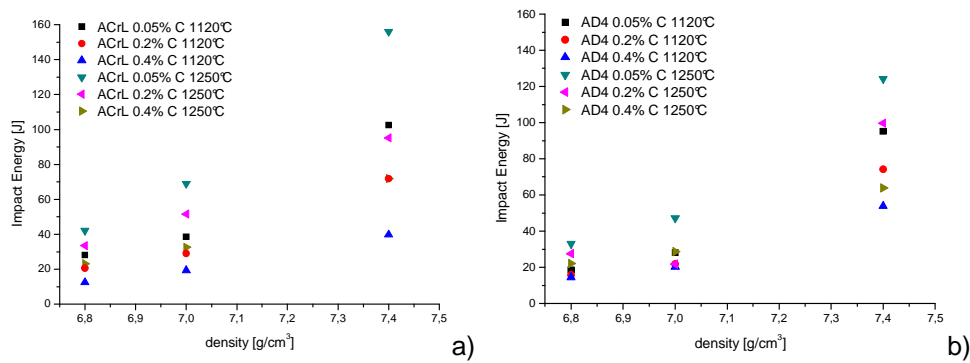 ACrL 0.05% C 1120°C
ACrL 0.2% C 1120°C
ACrL 0.4% C 1120°C
ACrL 0.05% C 1250°C
ACrL 0.2% C 1250°C
ACrL 0.4% C 1250°C
Impact Energy [J]
160
140
120
100
80
60
40
20
0
6,8 6,9 7,0 7,1 7,2 7,3 7,4 7,5
density [g/cm³]
a)
AD4 0.05% C 1120°C
AD4 0.2% C 1120°C
AD4 0.4% C 1120°C
AD4 0.05% C 1250°C
AD4 0.2% C 1250°C
AD4 0.4% C 1250°C
Impact Energy [J]
160
140
120
100
80
60
40
20
0
6,8 6,9 7,0 7,1 7,2 7,3 7,4 7,5
density [g/cm³]
b)